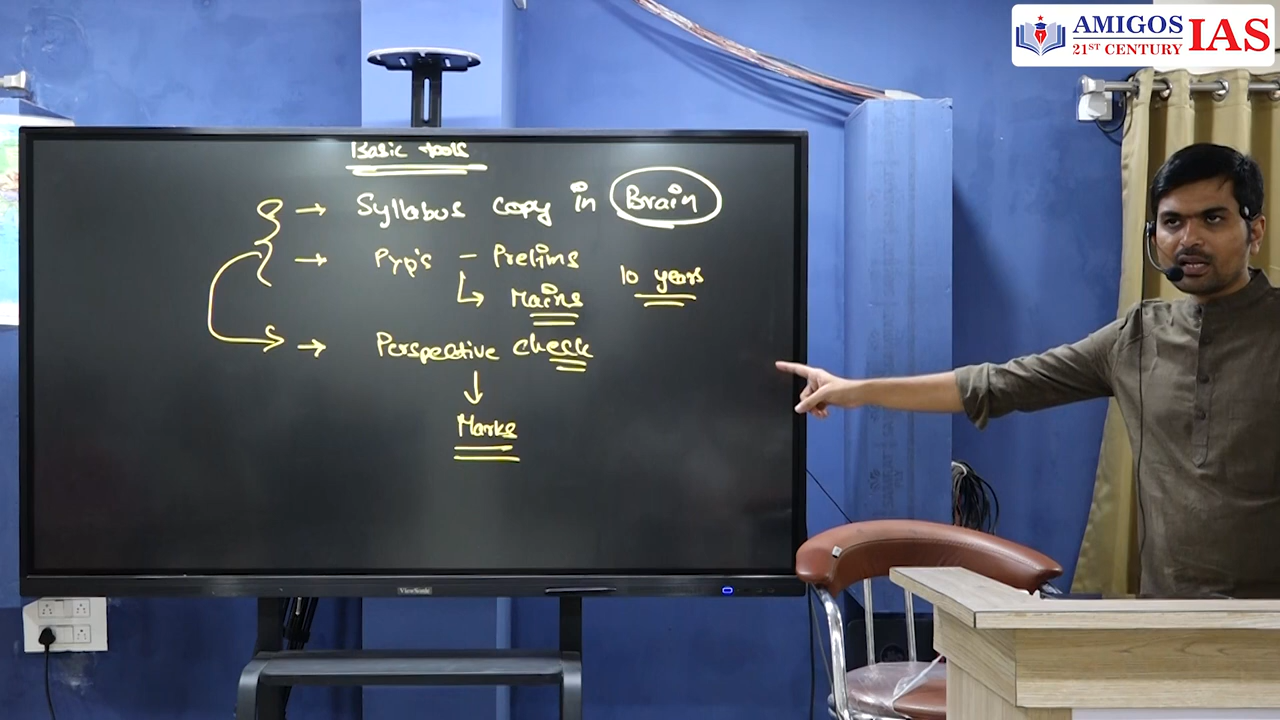 AMIGOS IAS
21ST CENTURY
Basic tools
→ Syllabus copy in Brain
→ Pyp's - Prelims
10 years
Mains
→ Perspective check
Marks
ViewSonic